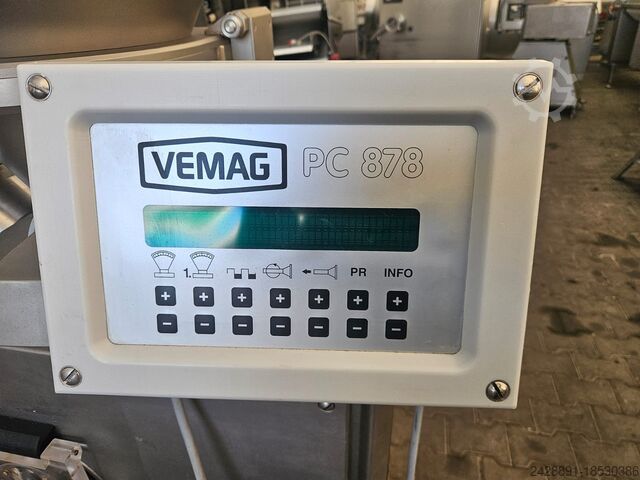 VEMAG PC 878
1. PR INFO
+ + + + + + +
- - - - - - -
2428891-18530386